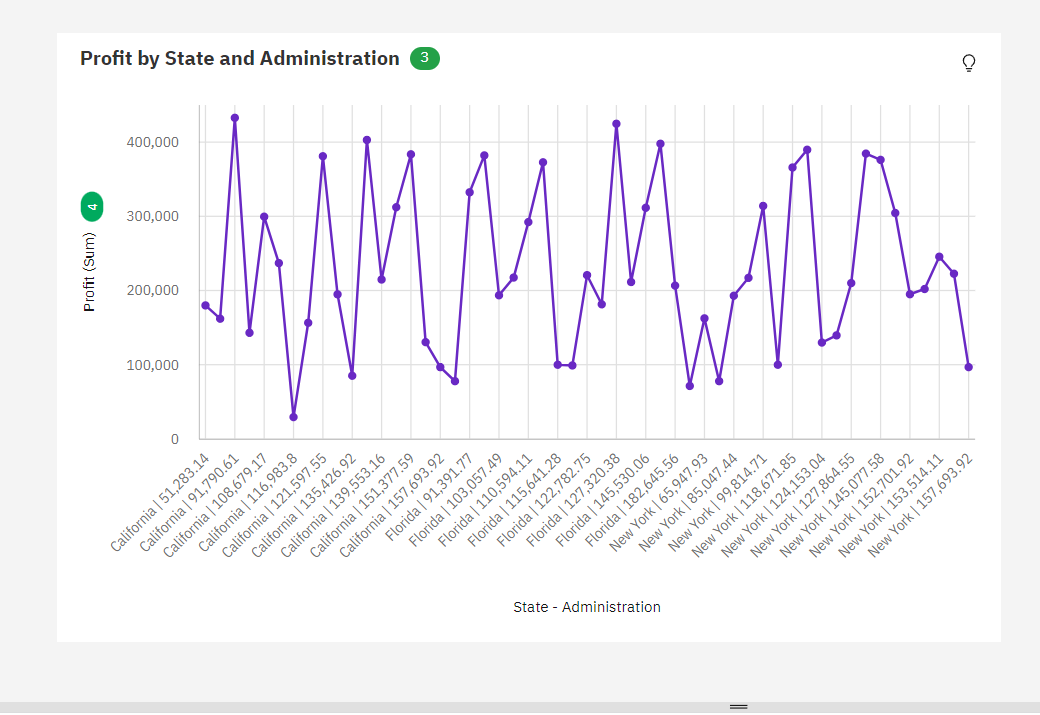 Profit by State and Administration 3
4
Profit (Sum)
400,000
300,000
200,000
100,000
0
California | 51,283.14
California | 91,790.61
California | 108,679.17
California | 116,983.8
California | 121,597.55
California | 135,426.92
California | 139,553.16
California | 151,377.59
California | 157,693.92
Florida | 91,391.77
Florida | 103,057.49
Florida | 110,594.11
Florida | 115,641.28
Florida | 122,782.75
Florida | 127,320.38
Florida | 145,530.06
Florida | 182,645.56
New York | 65,947.93
New York | 85,047.44
New York | 99,814.71
New York | 118,671.85
New York | 124,153.04
New York | 127,864.55
New York | 145,077.58
New York | 152,701.92
New York | 153,514.11
New York | 157,693.92
State - Administration